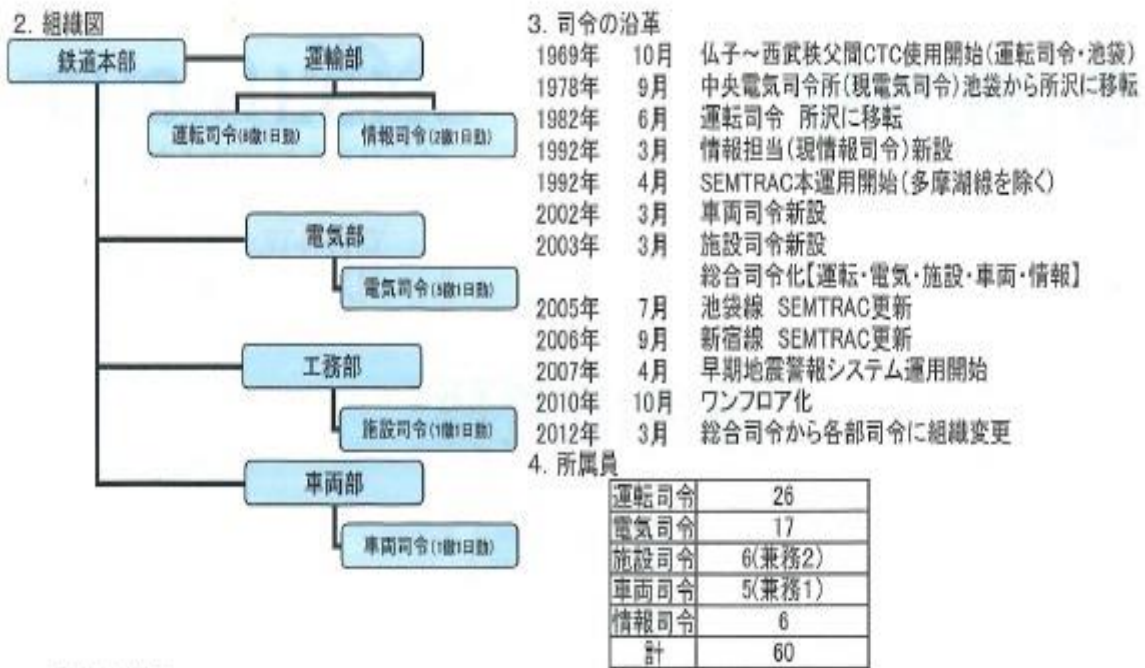 2. 組織図
鉄道本部
運輸部
運転司令(8徹1日勤)
情報司令(2徹1日勤)
電気部
電気司令(5徹1日勤)
工務部
施設司令(1徹1日勤)
車両部
車両司令(1徹1日勤)
3. 司令の沿革
1969年 10月 仏子～西武秩父間CTC使用開始(運転司令・池袋)
1978年 9月 中央電気司令所(現電気司令)池袋から所沢に移転
1982年 6月 運転司令 所沢に移転
1992年 3月 情報担当(現情報司令)新設
1992年 4月 SEMTRAC本運用開始(多摩湖線を除く)
2002年 3月 車両司令新設
2003年 3月 施設司令新設
総合司令化【運転・電気・施設・車両・情報】
2005年 7月 池袋線 SEMTRAC更新
2006年 9月 新宿線 SEMTRAC更新
2007年 4月 早期地震警報システム運用開始
2010年 10月 ワンフロア化
2012年 3月 総合司令から各部司令に組織変更
4. 所属員
運転司令 26
電気司令 17
施設司令 6(兼務2)
車両司令 5(兼務1)
情報司令 6
計 60